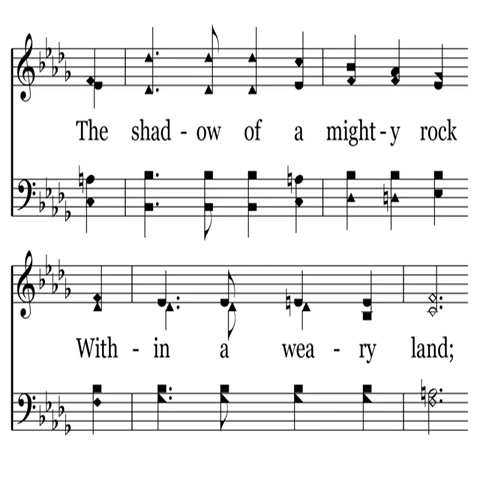 The shad - ow of a might - y rock
With - in a wea - ry land;